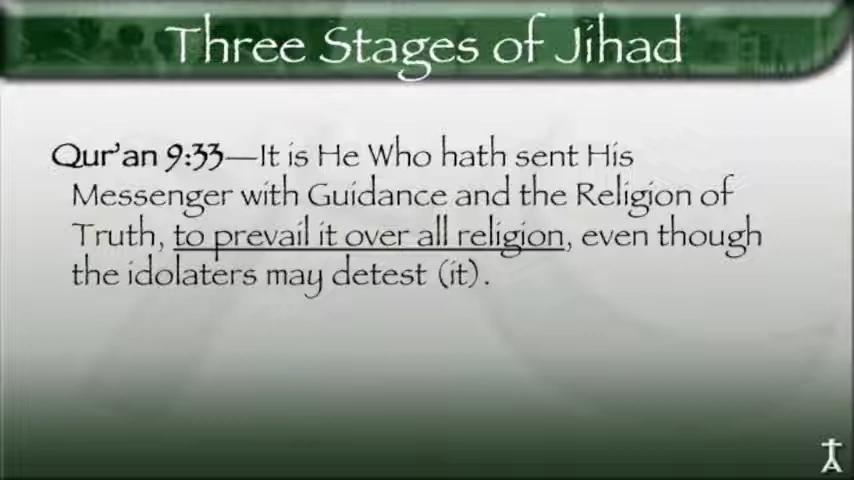 Three Stages of Jihad
Qur'an 9:33—It is He Who hath sent His
Messenger with Guidance and the Religion of
Truth, to prevail it over all religion, even though
the idolaters may detest (it).